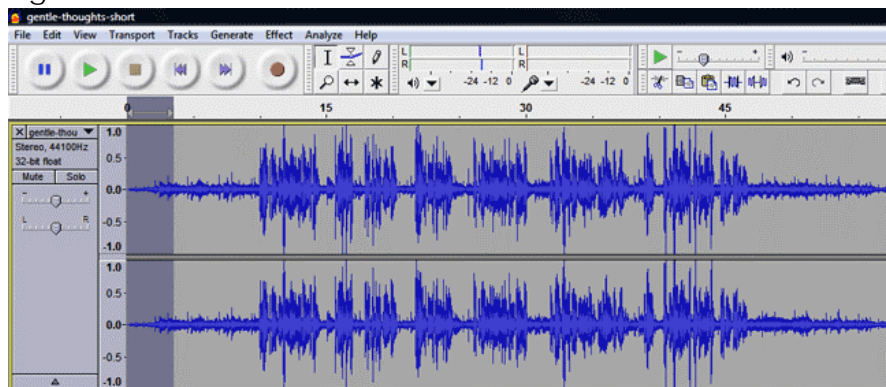 gentle-thoughts-short
File Edit View Transport Tracks Generate Effect Analyze Help
L
R
L
R
-24 -12 0
-24 -12 0
- +
-
0 15 30 45
X gentle-thou
Stereo, 44100Hz
32-bit float
Mute Solo
- +
L R
1.0
0.5-
0.0-
-0.5-
-1.0
1.0
0.5-
0.0-
-0.5-
-1.0